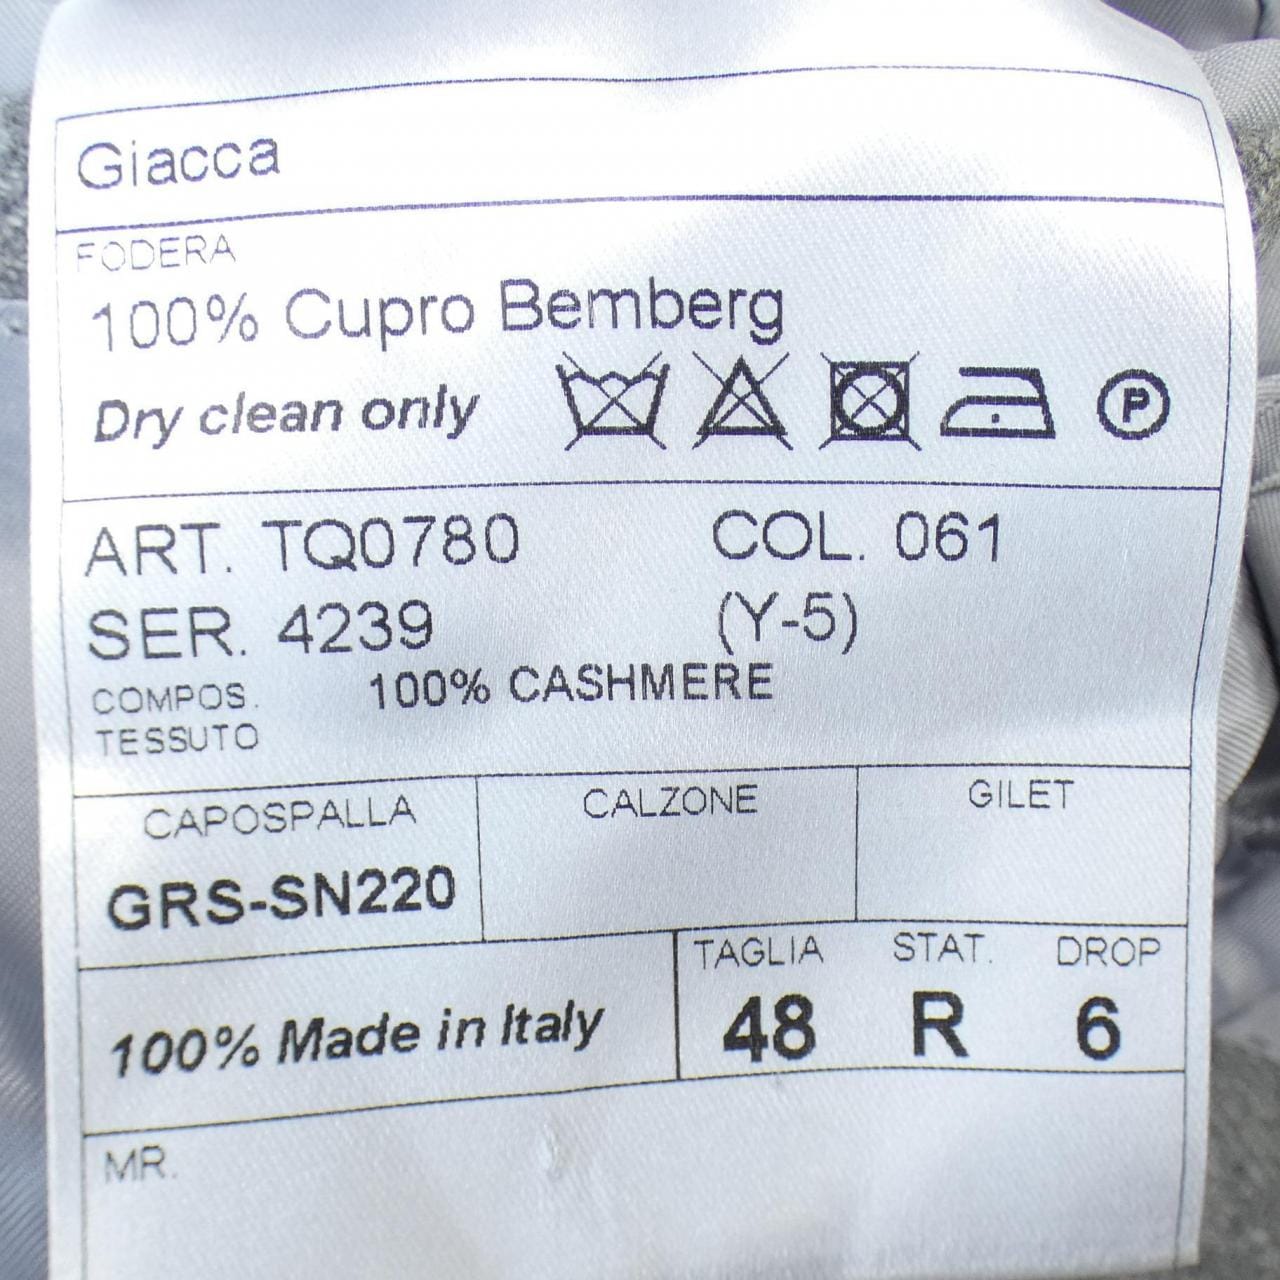 Giacca
FODERA
100% Cupro Bemberg
Dry clean only
P
ART. TQ0780 COL. 061
SER. 4239 (Y-5)
COMPOS. 100% CASHMERE
TESSUTO
CAPOSPALLA CALZONE GILET
GRS-SN220
TAGLIA STAT. DROP
100% Made in Italy 48 R 6
MR.